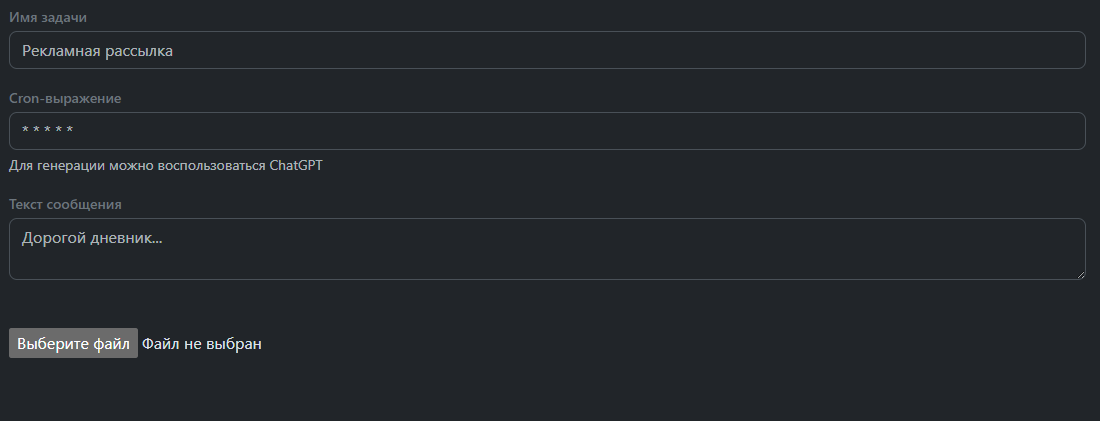 Имя задачи
Рекламная рассылка
Cron-выражение
* * * * *
Для генерации можно воспользоваться ChatGPT
Текст сообщения
Дорогой дневник...
Выберите файл Файл не выбран